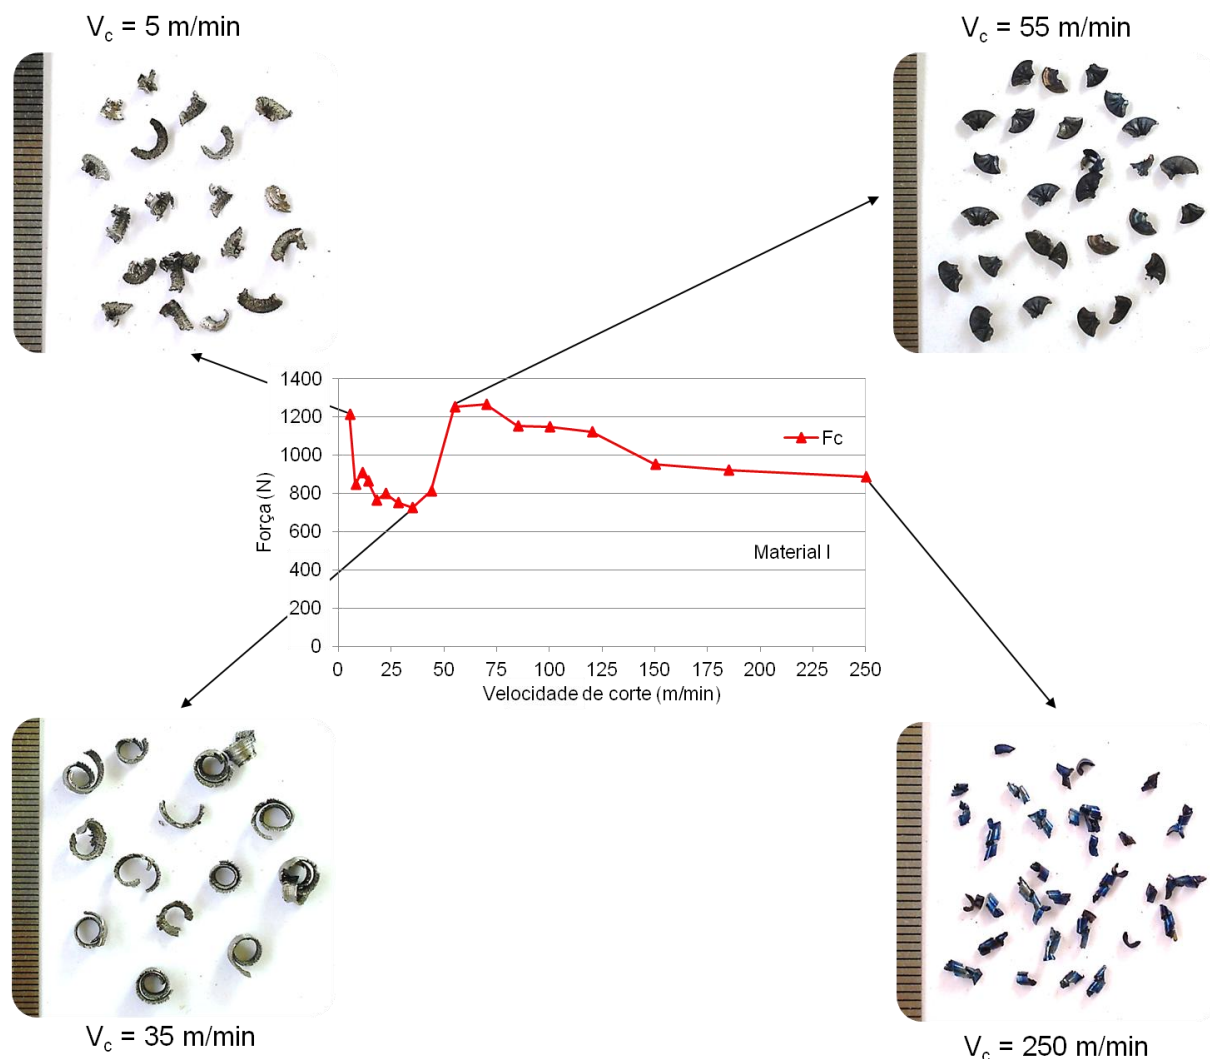 Vc = 5 m/min
Vc = 55 m/min
1400
1200
1000
800
600
400
200
0
Força (N)
Fc
Material I
0 25 50 75 100 125 150 175 200 225 250
Velocidade de corte (m/min)
Vc = 35 m/min
Vc = 250 m/min